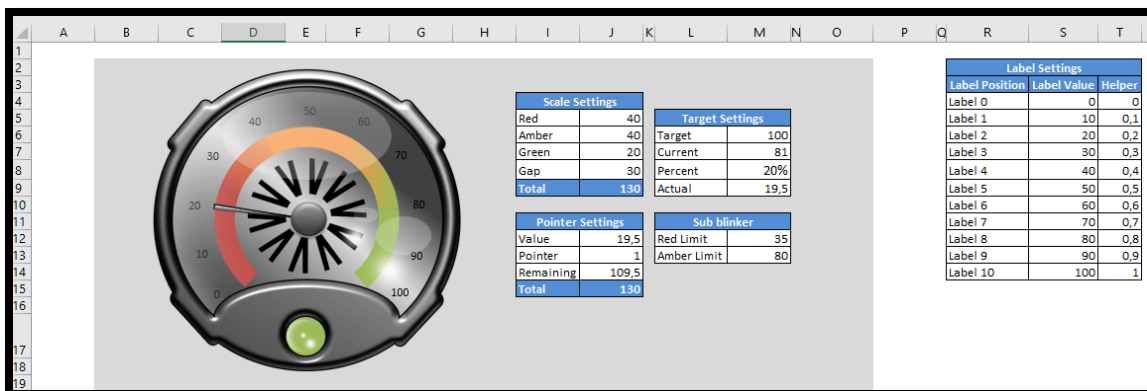 A B C D E F G H I J K L M N O P Q R S T
1
2 Label Settings
3 Label Position Label Value Helper
4 Scale Settings Label 0 0 0
5 Red 40 Target Settings Label 1 10 0,1
6 Amber 40 Target 100 Label 2 20 0,2
7 Green 20 Current 81 Label 3 30 0,3
8 Gap 30 Percent 20% Label 4 40 0,4
9 Total 130 Actual 19,5 Label 5 50 0,5
10 Label 6 60 0,6
11 Pointer Settings Sub blinker Label 7 70 0,7
12 Value 19,5 Red Limit 35 Label 8 80 0,8
13 Pointer 1 Amber Limit 80 Label 9 90 0,9
14 Remaining 109,5 Label 10 100 1
15 Total 130
16
17
18
19
0
10
20
30
40
50
60
70
80
90
100